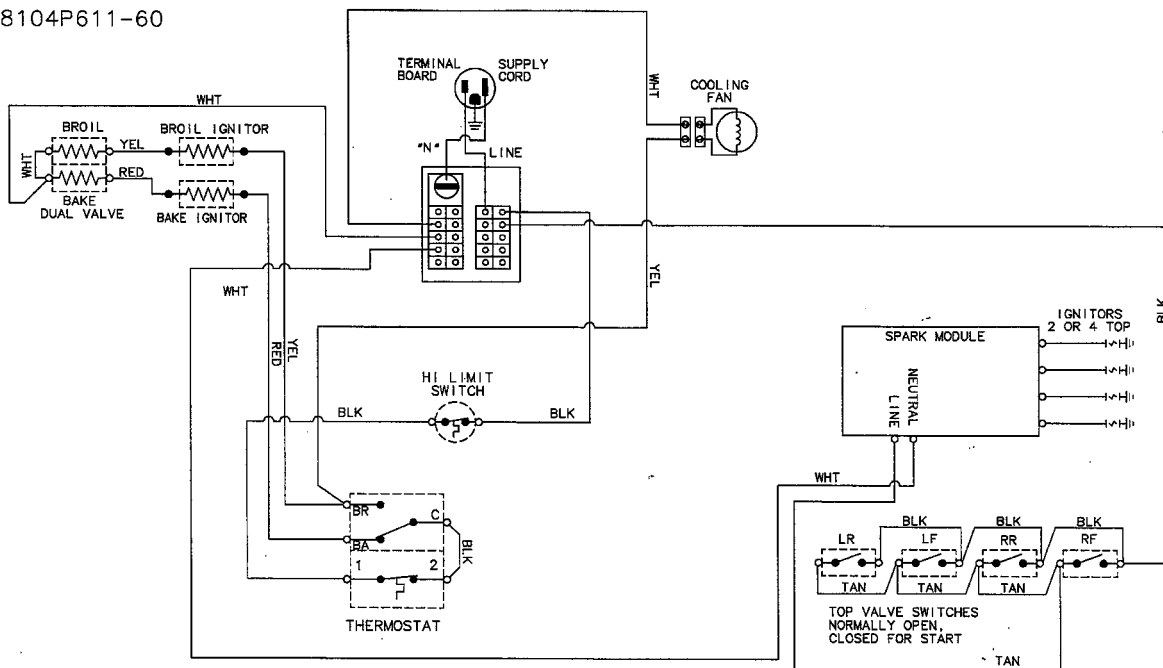 8104P611-60
TERMINAL
BOARD
SUPPLY
CORD
WHT
COOLING
FAN
WHT
BROIL
YEL
BROIL IGNITOR
"N"
LINE
WHT
RED
BAKE
DUAL VALVE
BAKE IGNITOR
YEL
WHT
BLK
IGNITORS
2 OR 4 TOP
SPARK MODULE
YEL
RED
NEUTRAL
LINE
HI LIMIT
SWITCH
BLK
BLK
WHT
BR
C
BA
BLK
1
2
THERMOSTAT
BLK
BLK
BLK
LR
LF
RR
RF
TAN
TAN
TAN
TOP VALVE SWITCHES
NORMALLY OPEN,
CLOSED FOR START
TAN